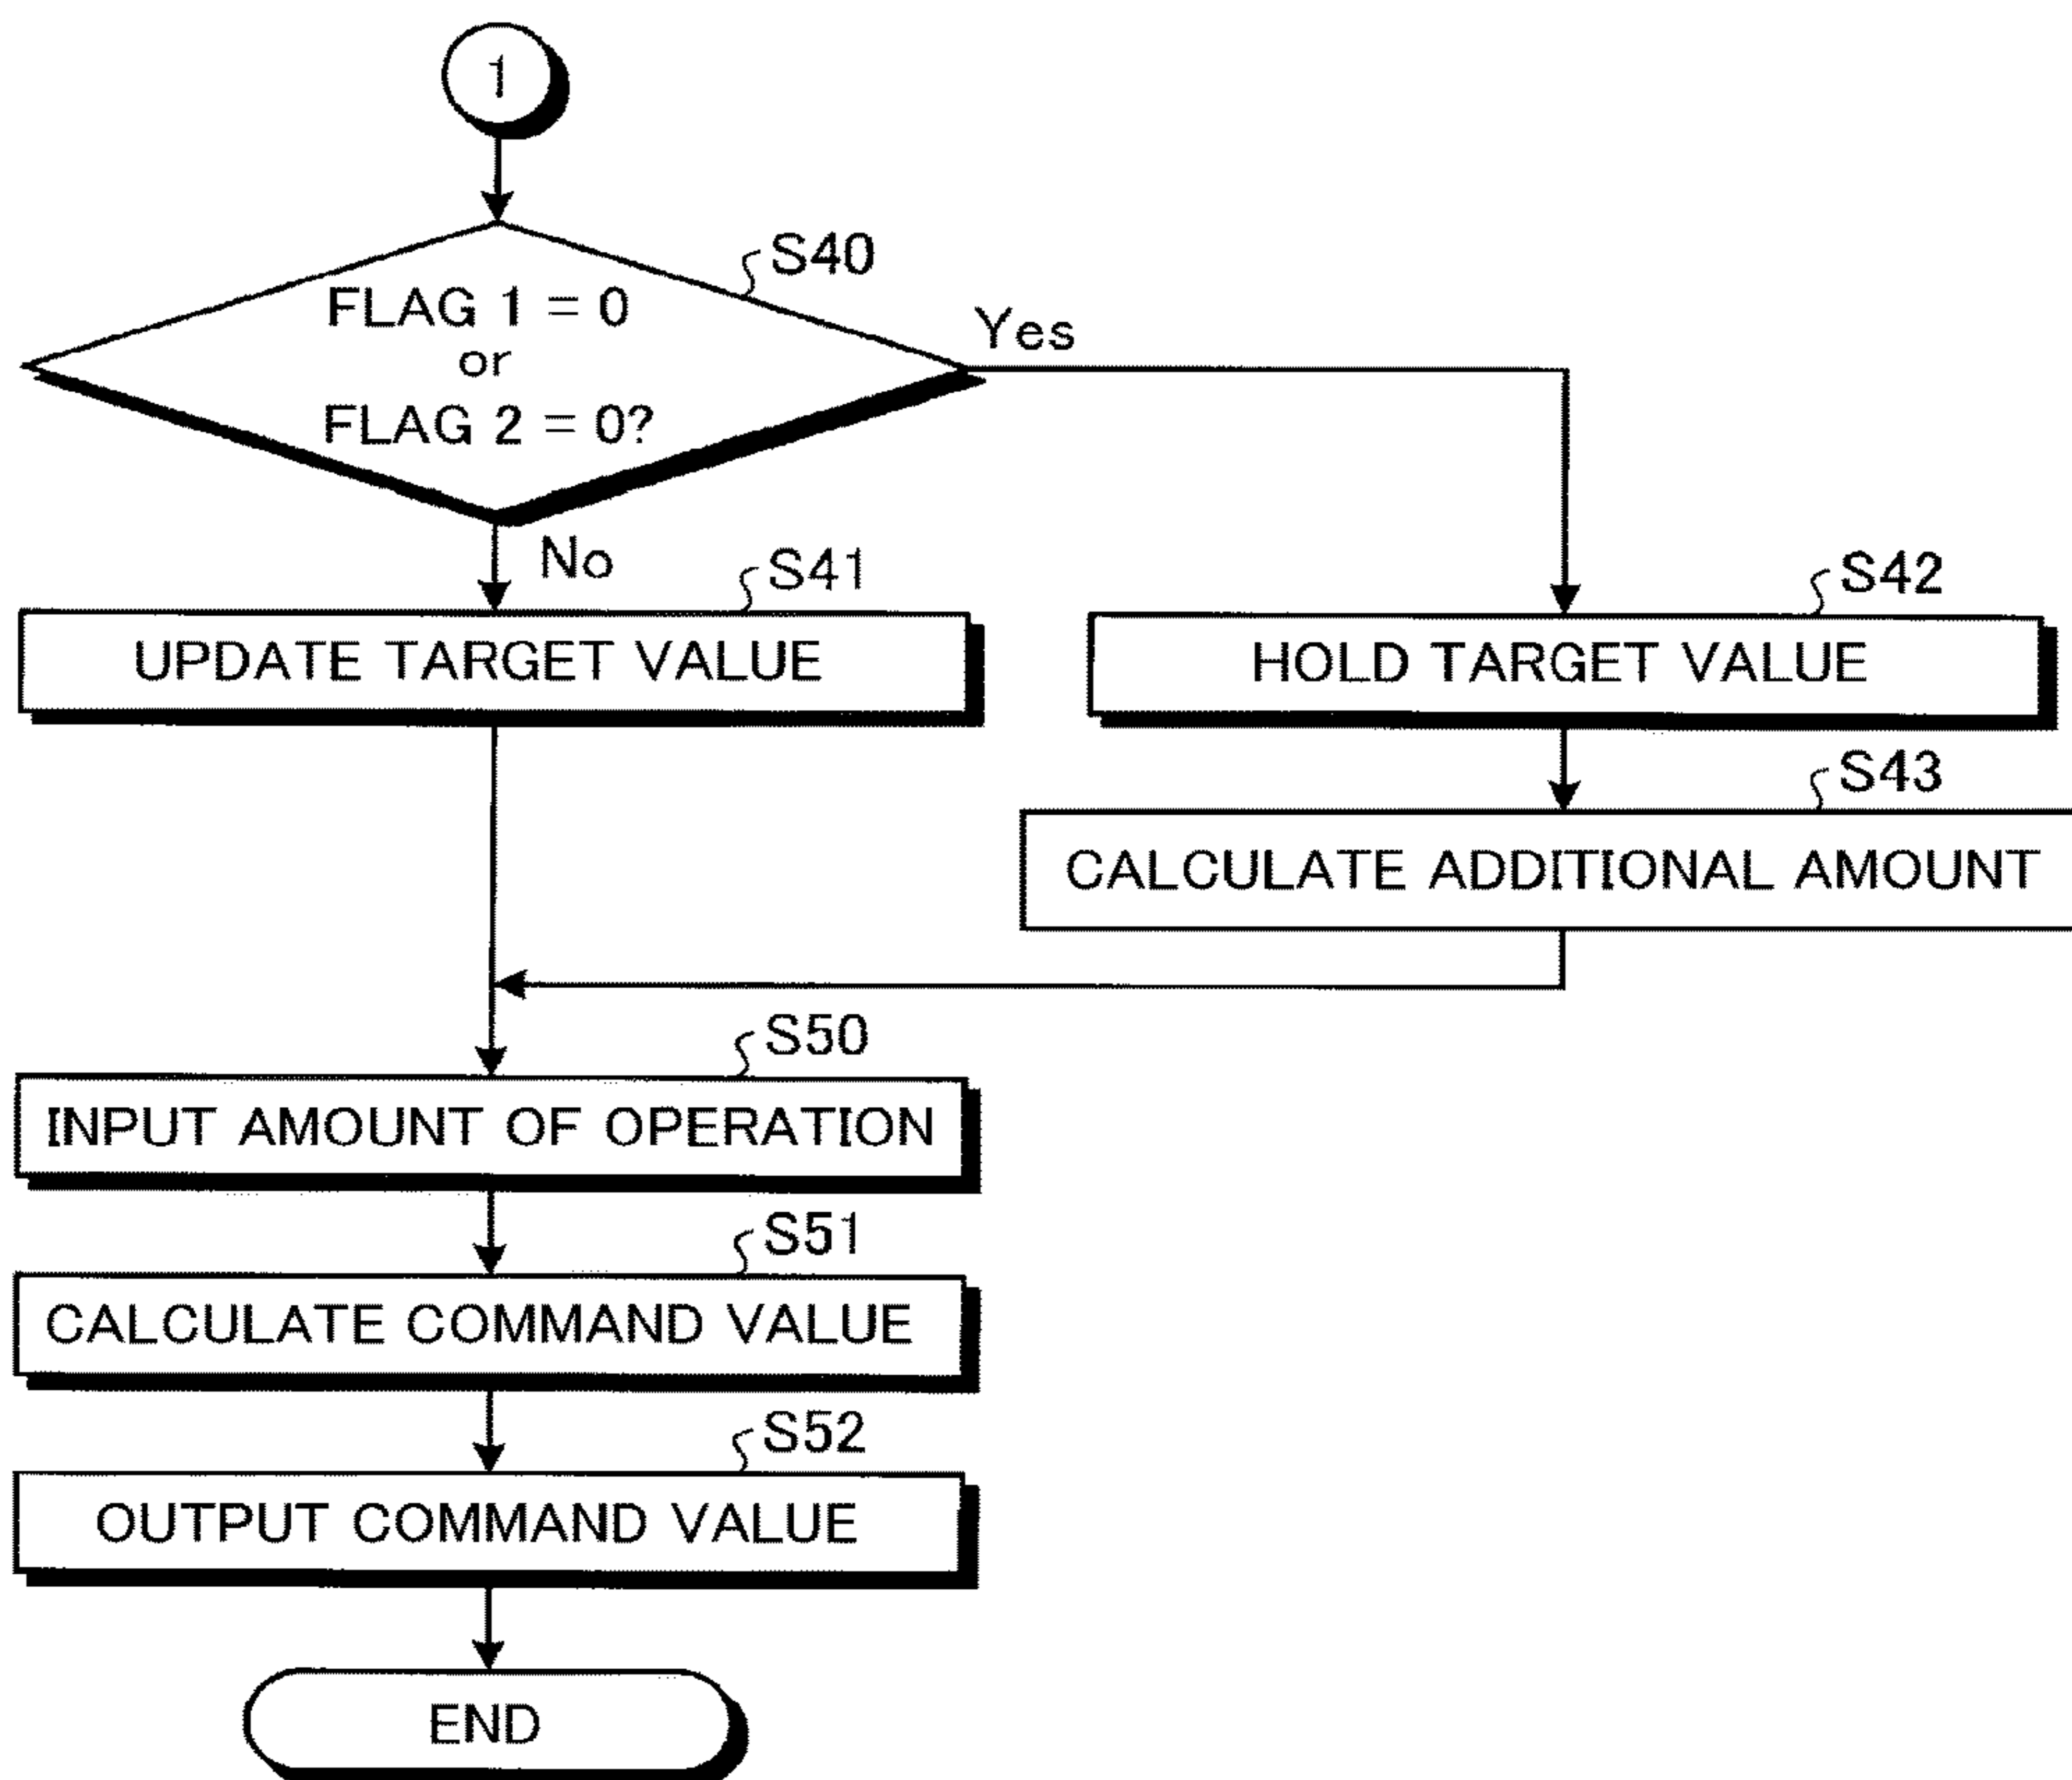 1
S40
FLAG 1 = 0
or
FLAG 2 = 0?
Yes
No
S41
UPDATE TARGET VALUE
S42
HOLD TARGET VALUE
S43
CALCULATE ADDITIONAL AMOUNT
S50
INPUT AMOUNT OF OPERATION
S51
CALCULATE COMMAND VALUE
S52
OUTPUT COMMAND VALUE
END